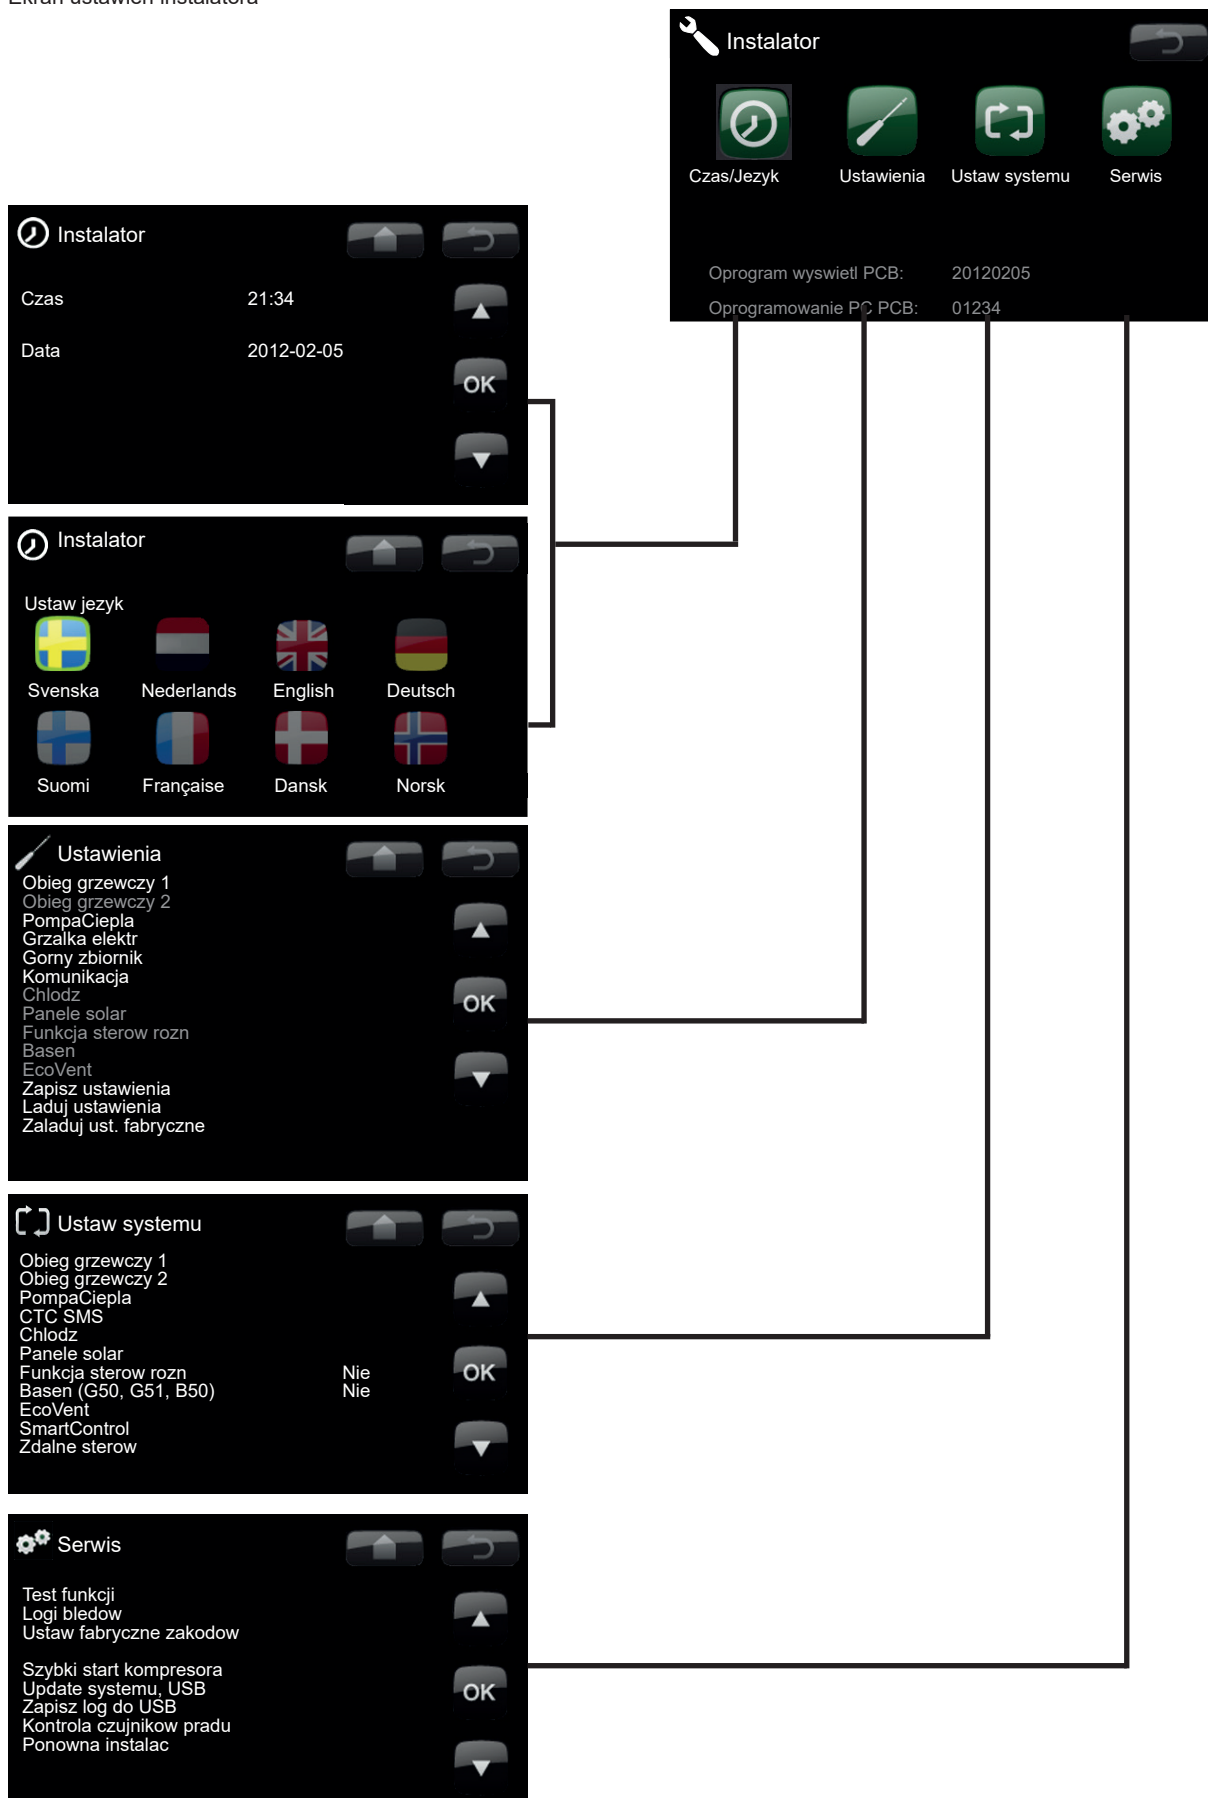 Ekran ustawień instalatora
Instalator
Czas/Jezyk
Ustawienia
Ustaw systemu
Serwis
Oprogram wyswietl PCB: 20120205
Oprogramowanie PC PCB: 01234
Instalator
Czas 21:34
Data 2012-02-05
OK
Instalator
Ustaw jezyk
Svenska Nederlands English Deutsch
Suomi Française Dansk Norsk
Ustawienia
Obieg grzewczy 1
Obieg grzewczy 2
PompaCiepla
Grzalka elektr
Gorny zbiornik
Komunikacja
Chlodz
Panele solar
Funkcja sterow rozn
Basen
EcoVent
Zapisz ustawienia
Laduj ustawienia
Zaladuj ust. fabryczne
OK
Ustaw systemu
Obieg grzewczy 1
Obieg grzewczy 2
PompaCiepla
CTC SMS
Chlodz
Panele solar
Funkcja sterow rozn Nie
Basen (G50, G51, B50) Nie
EcoVent
SmartControl
Zdalne sterow
OK
Serwis
Test funkcji
Logi bledow
Ustaw fabryczne zakodow
Szybki start kompresora
Update systemu, USB
Zapisz log do USB
Kontrola czujnikow pradu
Ponowna instalac
OK